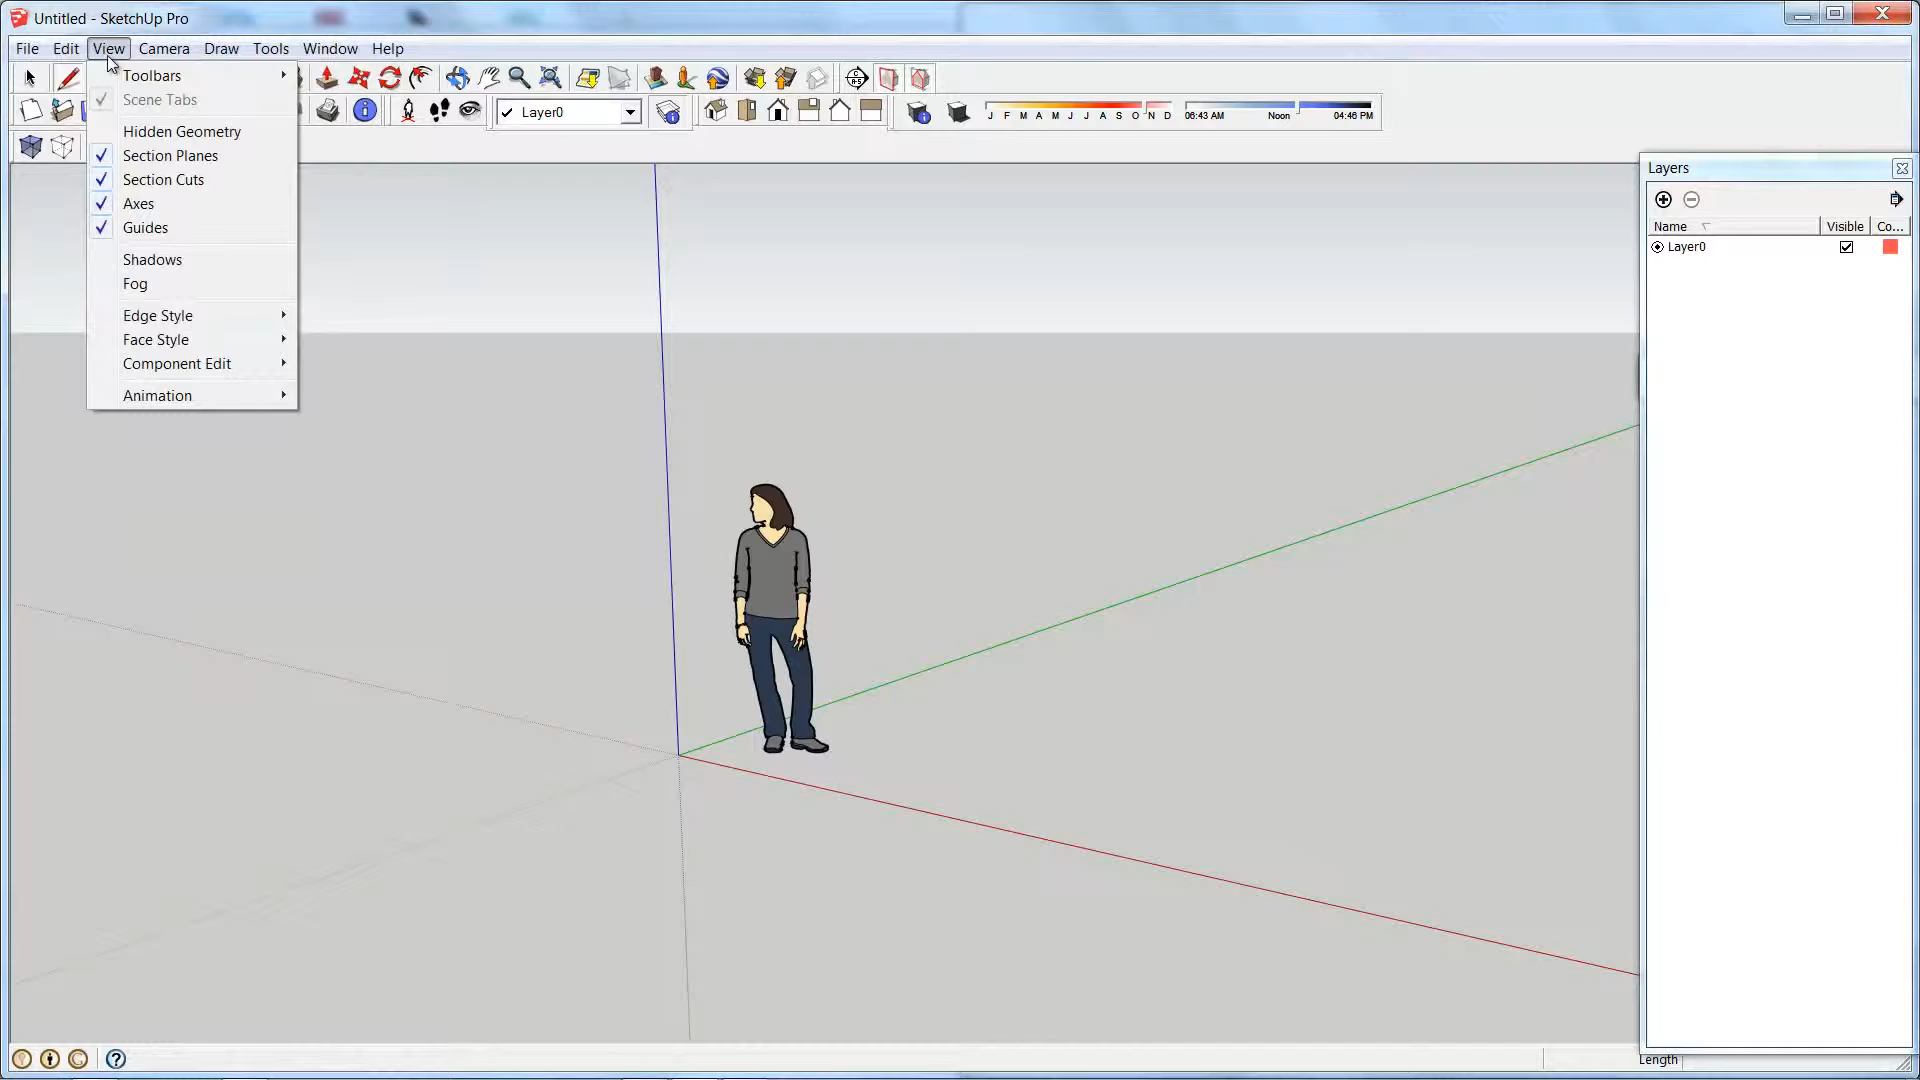 Untitled - SketchUp Pro
File Edit View Camera Draw Tools Window Help
Toolbars
Scene Tabs
Hidden Geometry
Section Planes
Section Cuts
Axes
Guides
Shadows
Fog
Edge Style
Face Style
Component Edit
Animation
Layer0
J F M A M J J A S O N D
06:43 AM Noon 04:46 PM
Layers
Name Visible Co...
Layer0
Length